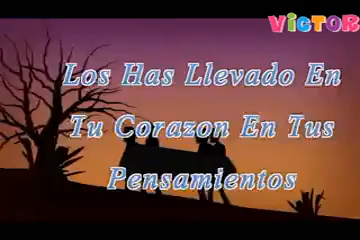 VICTOR
Los Has Llevado En
Tu Corazon En Tus
Pensamientos